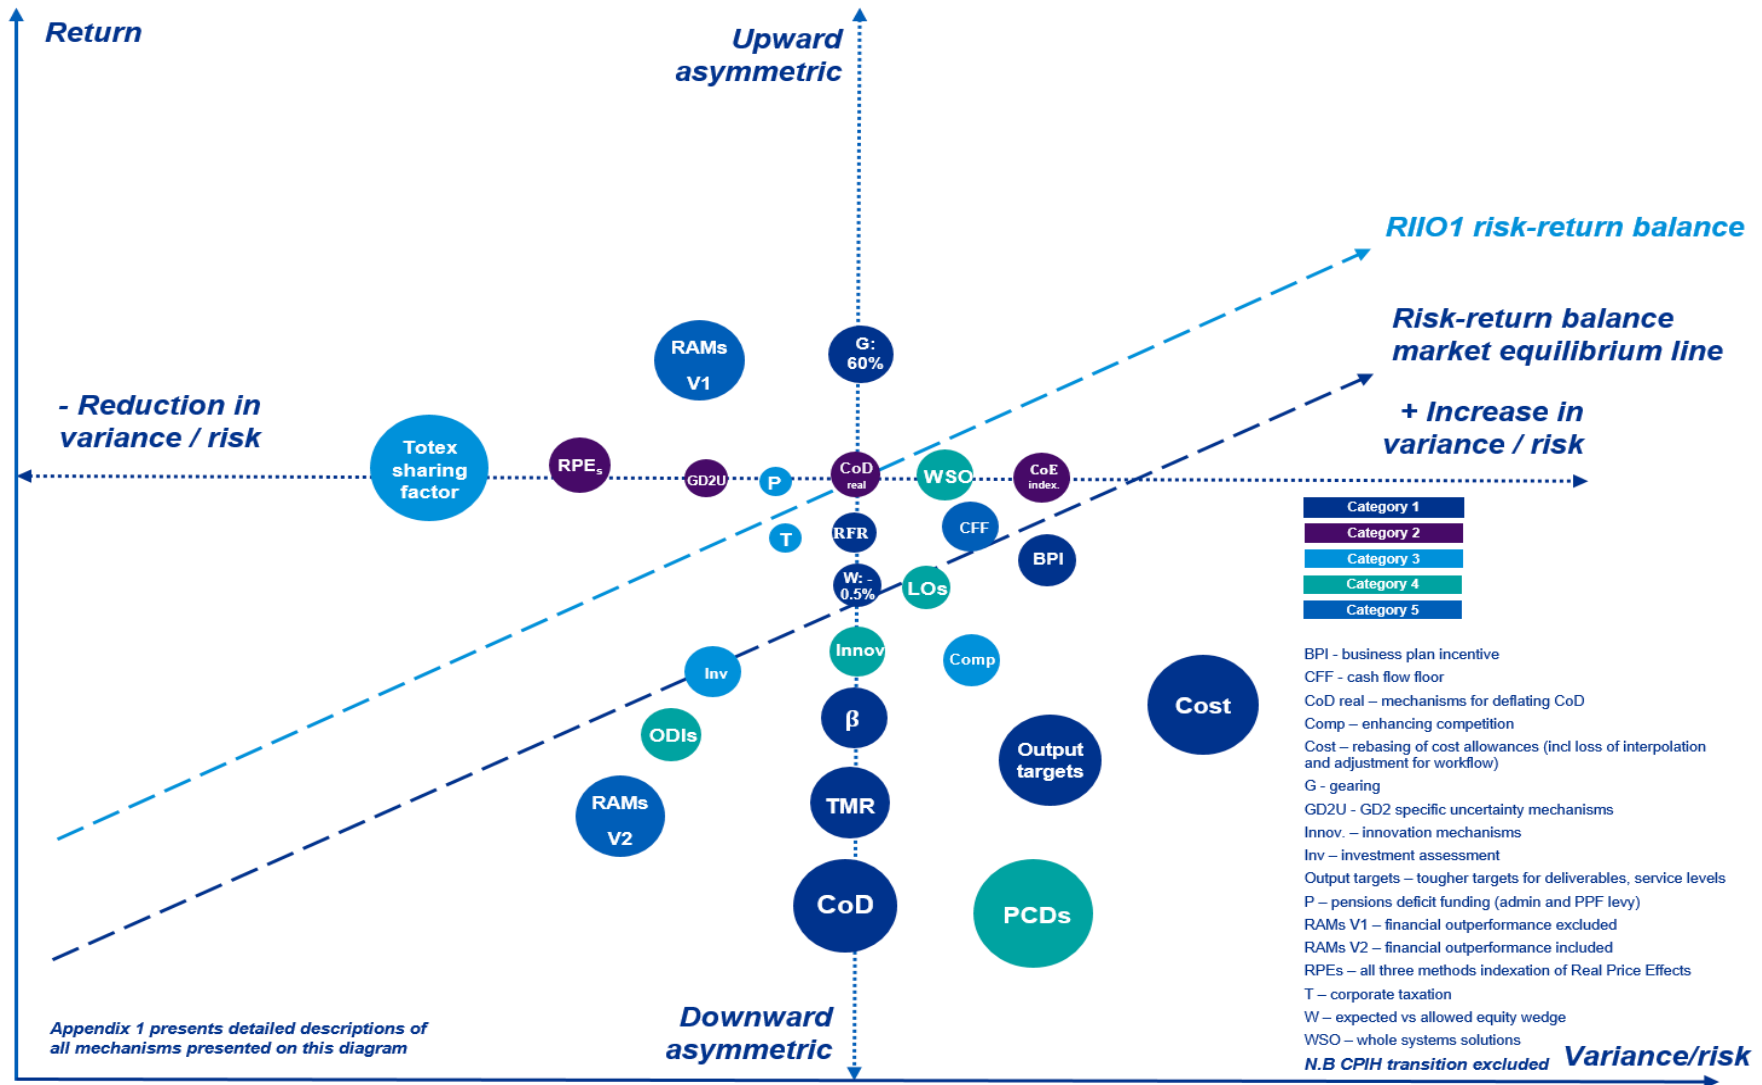 Return
Upward
asymmetric
RIIO1 risk-return balance
Risk-return balance
market equilibrium line
- Reduction in
variance / risk
+ Increase in
variance / risk
RAMs
V1
G:
60%
Totex
sharing
factor
RPEs
GD2U
P
CoD
real
WSO
CoE
index.
T
RFR
CFF
BPI
W: -
0.5%
LOs
Innov
Inv
Comp
β
ODIs
Cost
Output
targets
RAMs
V2
TMR
CoD
PCDs
Category 1
Category 2
Category 3
Category 4
Category 5
BPI - business plan incentive
CFF - cash flow floor
CoD real – mechanisms for deflating CoD
Comp – enhancing competition
Cost – rebasing of cost allowances (incl loss of interpolation
and adjustment for workflow)
G - gearing
GD2U - GD2 specific uncertainty mechanisms
Innov. – innovation mechanisms
Inv – investment assessment
Output targets – tougher targets for deliverables, service levels
P – pensions deficit funding (admin and PPF levy)
RAMs V1 – financial outperformance excluded
RAMs V2 – financial outperformance included
RPEs – all three methods indexation of Real Price Effects
T – corporate taxation
W – expected vs allowed equity wedge
WSO – whole systems solutions
N.B CPIH transition excluded
Variance/risk
Downward
asymmetric
Appendix 1 presents detailed descriptions of
all mechanisms presented on this diagram